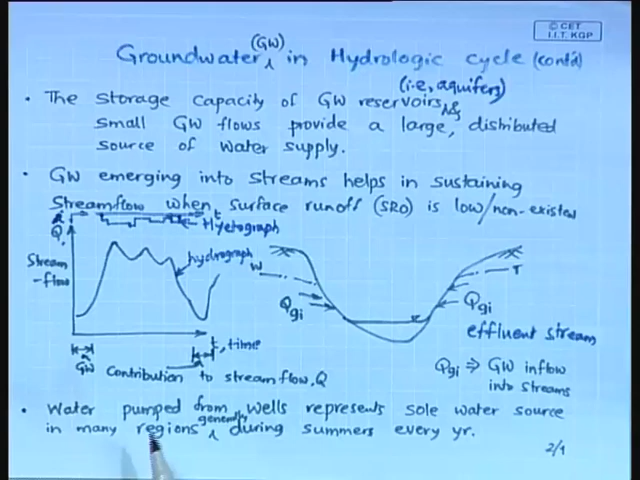 © CET
I.I.T. KGP
Groundwater (GW) in Hydrologic cycle (contd)
(i.e, aquifers)
• The storage capacity of GW reservoirs &
small GW flows provide a large, distributed
source of water supply.
• GW emerging into streams helps in sustaining
streamflow when surface runoff (SRO) is low/non-existed
t
Hyetograph
Q,
Stream
-flow
hydrograph
W
T
Qgi
Qgi
effluent stream
t, time
GW Contribution to streamflow, Q
Qgi ⇒ GW inflow
into streams
• Water pumped from wells represents sole water source
in many regions generally during summers every yr.
2/1